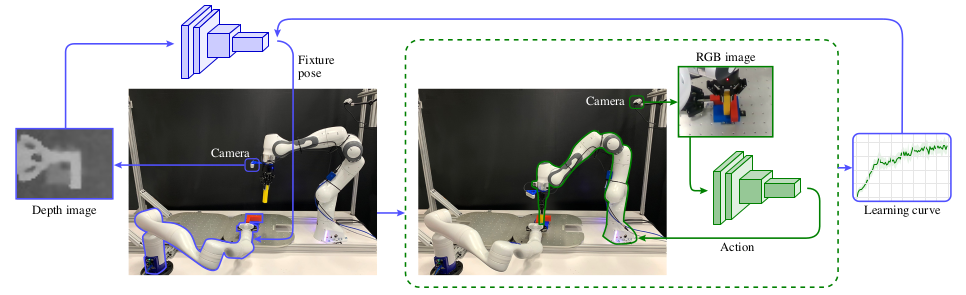 Fixture
pose
RGB image
Camera
Camera
Depth image
Learning curve
Action